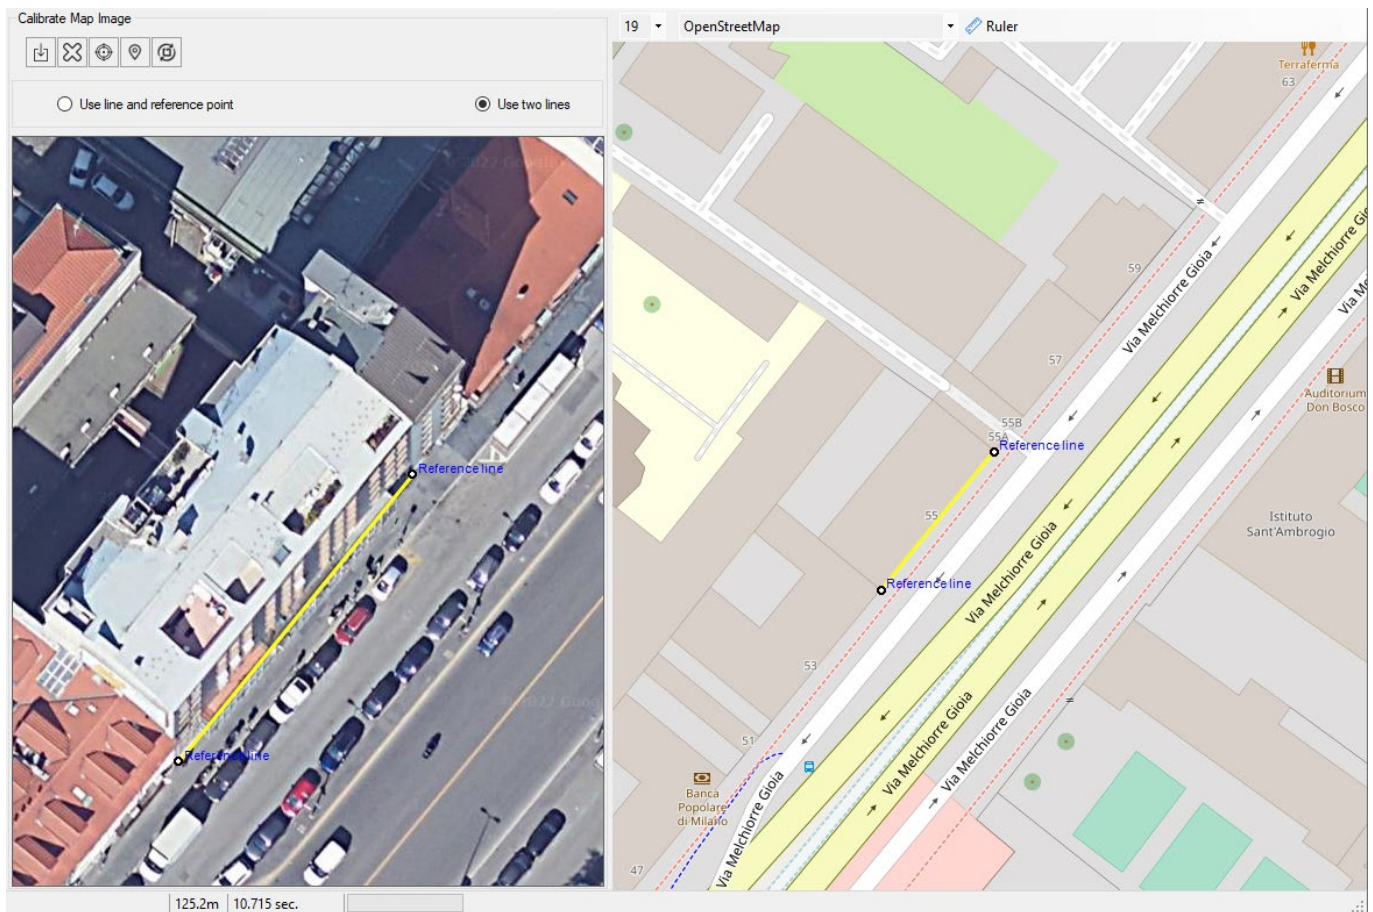 Calibrate Map Image
19
OpenStreetMap
Ruler
Use line and reference point
Use two lines
Reference line
Reference line
Terraferma
63
59
Via Melchiorre Gioia
Via Melchiorre Gi
Via M
57
Auditorium
Don Bosco
55B
55A
Reference line
55
Istituto
Sant'Ambrogio
Reference line
Via Melchiorre Gioia
53
51
Via Melchiorre Gioia
Via Melchiorre Gioia
Banca
Popolare
di Milano
Via Melchiorre Gioia
47
125.2m
10.715 sec.